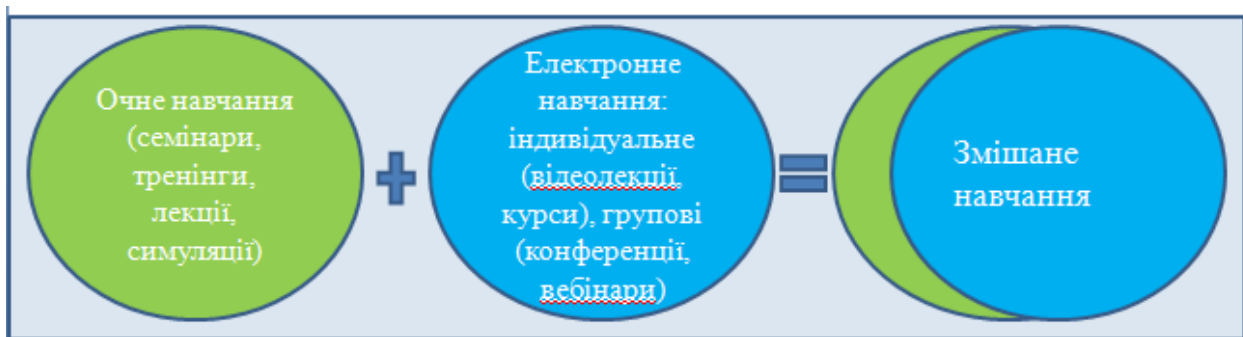 Очне навчання
(семінари,
тренінги,
лекції,
симуляції)
+
Електронне
навчання:
індивідуальне
(відеолекції,
курси), групові
(конференції,
вебінари)
=
Змішане
навчання